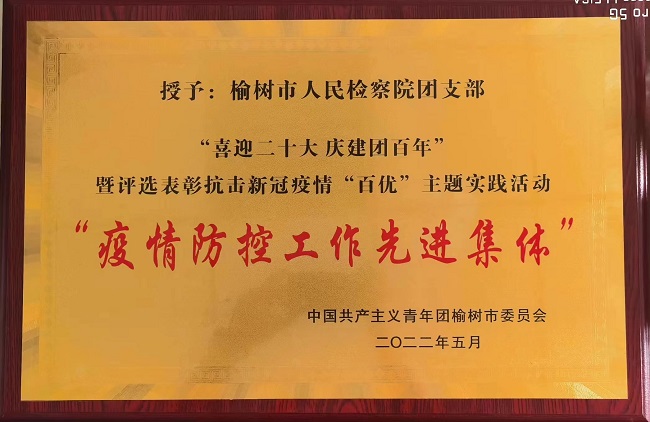 授予：榆树市人民检察院团支部
“喜迎二十大 庆建团百年”
暨评选表彰抗击新冠疫情“百优”主题实践活动
“疫情防控工作先进集体”
中国共产主义青年团榆树市委员会
二〇二二年五月